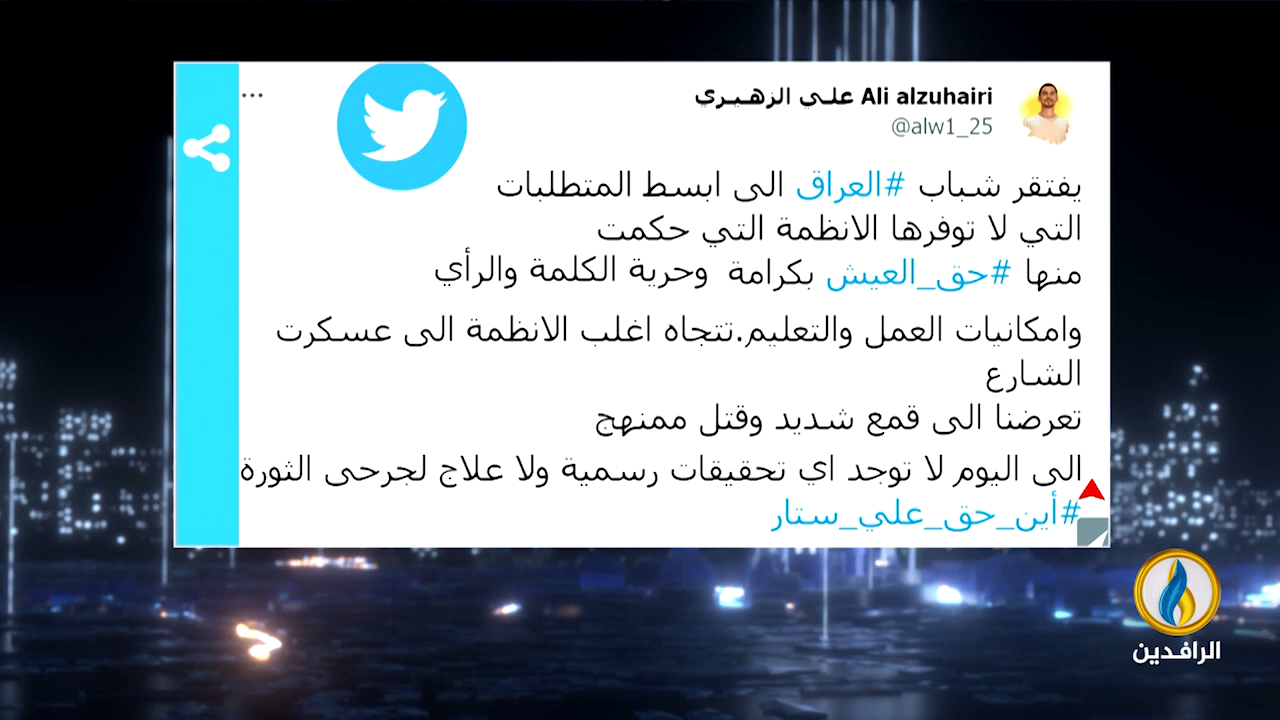 Ali alzuhairi علي الزهيري
@alw1_25
يفتقر شباب #العراق الى ابسط المتطلبات
التي لا توفرها الانظمة التي حكمت
منها #حق_العيش بكرامة وحرية الكلمة والرأي
وامكانيات العمل والتعليم.تتجاه اغلب الانظمة الى عسكرت
الشارع
تعرضنا الى قمع شديد وقتل ممنهج
الى اليوم لا توجد اي تحقيقات رسمية ولا علاج لجرحى الثورة
#أين_حق_علي_ستار
الرافدين